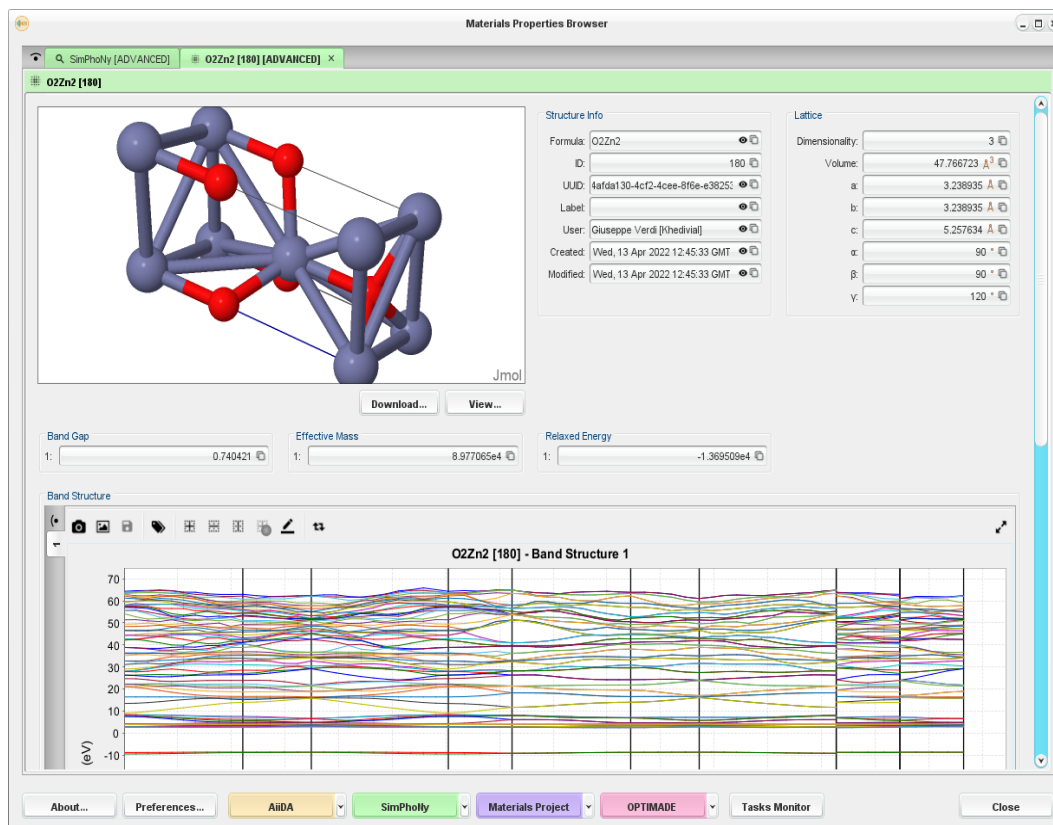 Materials Properties Browser
SimPhoNy [ADVANCED]
O2Zn2 [180] [ADVANCED] ×
O2Zn2 [180]
Jmol
Download...
View...
Structure Info
Formula: O2Zn2
ID: 180
UUID: 4afda130-4cf2-4cee-8f6e-e38253
Label:
User: Giuseppe Verdi [Khedivial]
Created: Wed, 13 Apr 2022 12:45:33 GMT
Modified: Wed, 13 Apr 2022 12:45:33 GMT
Lattice
Dimensionality: 3
Volume: 47.766723 Å³
a: 3.238935 Å
b: 3.238935 Å
c: 5.257634 Å
α: 90 °
β: 90 °
γ: 120 °
Band Gap
1: 0.740421
Effective Mass
1: 8.977065e4
Relaxed Energy
1: -1.369509e4
Band Structure
1
O2Zn2 [180] - Band Structure 1
70
60
50
40
30
20
10
0
-10
(eV)
About...
Preferences...
AiiDA
SimPhoNy
Materials Project
OPTIMADE
Tasks Monitor
Close